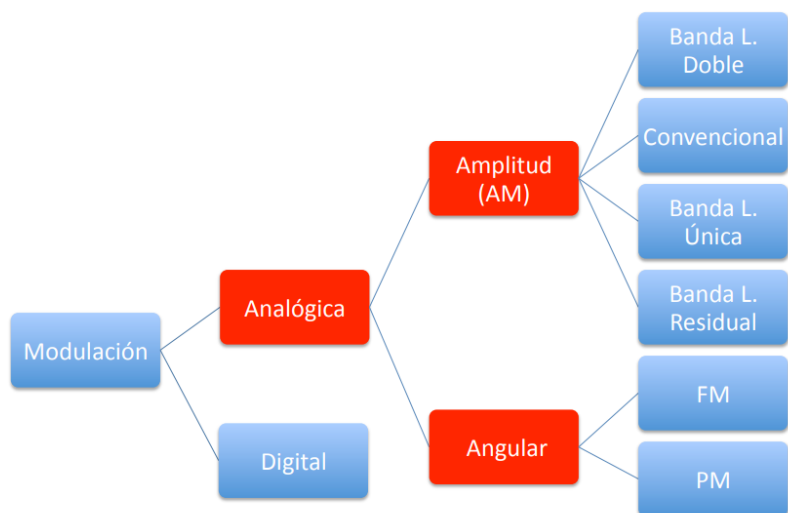 Banda L.
Doble
Convencional
Amplitud
(AM)
Banda L.
Única
Banda L.
Residual
Analógica
Modulación
FM
Angular
Digital
PM